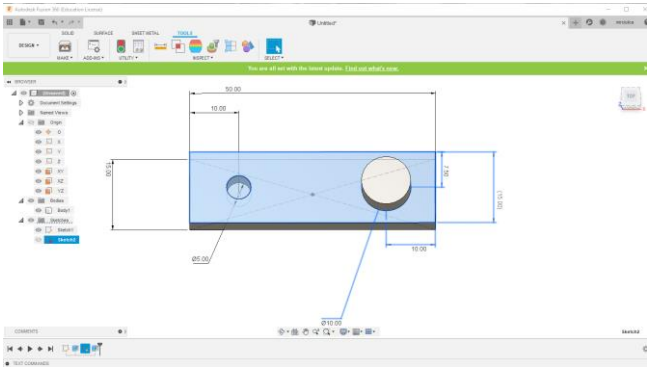 Autodesk Fusion 360 (Education License)
Untitled*
SOLID SURFACE SHEET METAL TOOLS
DESIGN
MAKE ADD-INS UTILITY INSPECT SELECT
You are all set with the latest update. Find out what's new.
BROWSER
Document Settings
Named Views
Origin
O
X
Y
Z
XY
XZ
YZ
Bodies
Body1
Sketches
Sketch1
Sketch2
TOP
50.00
10.00
15.00
7.50
(15.00)
10.00
Ø5.00
Ø10.00
COMMENTS
Sketch2
TEXT COMMANDS